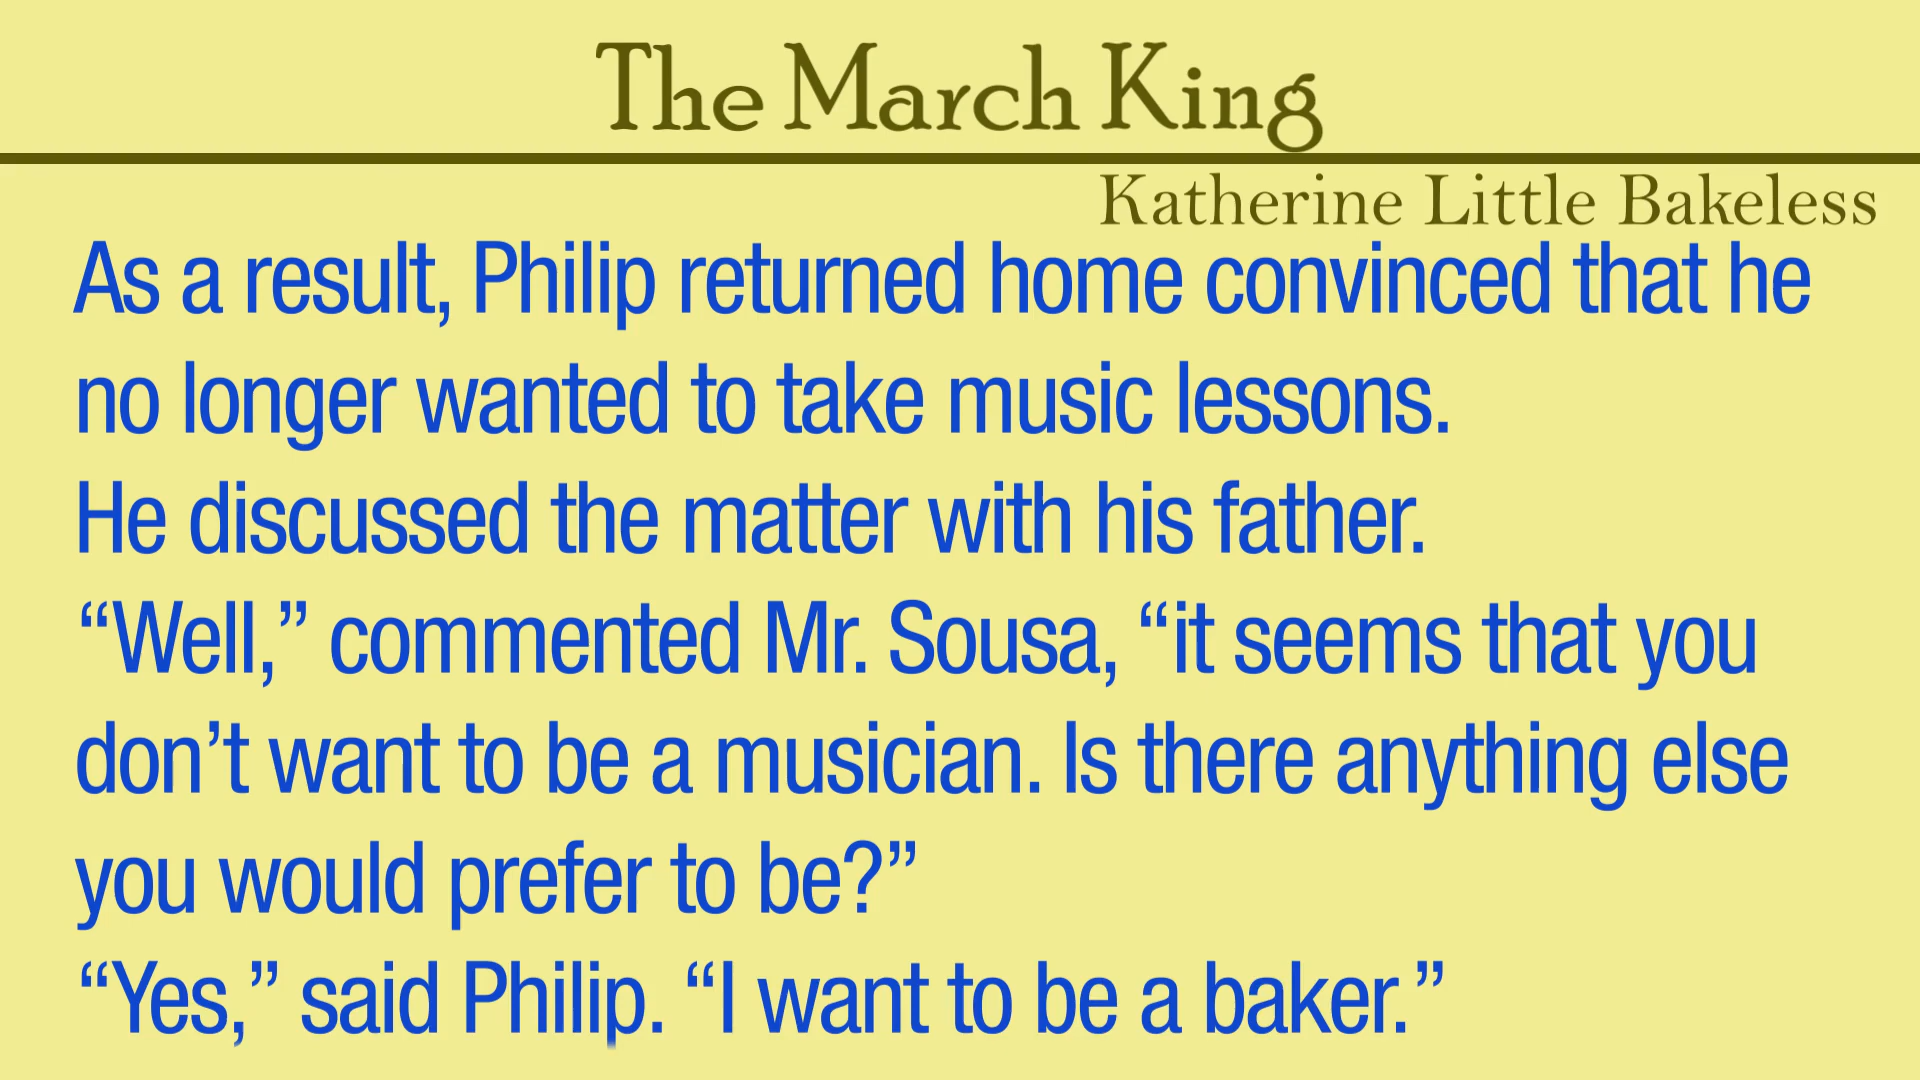 The March King
Katherine Little Bakeless
As a result, Philip returned home convinced that he
no longer wanted to take music lessons.
He discussed the matter with his father.
“Well,” commented Mr. Sousa, “it seems that you
don’t want to be a musician. Is there anything else
you would prefer to be?”
“Yes,” said Philip. “I want to be a baker.”